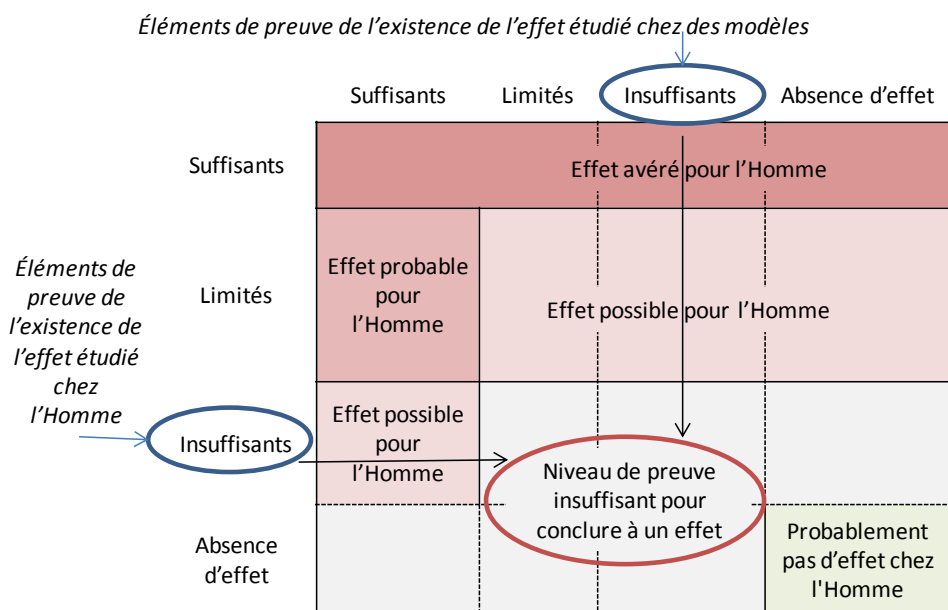 Éléments de preuve de l'existence de l'effet étudié chez des modèles
Suffisants Limités Insuffisants Absence d'effet
Suffisants
Effet avéré pour l'Homme
Éléments de
preuve de
l'existence de
l'effet étudié
chez
l'Homme
Limités
Effet probable
pour
l'Homme
Effet possible pour l'Homme
Insuffisants
Effet possible
pour
l'Homme
Niveau de preuve
insuffisant pour
conclure à un effet
Absence
d'effet
Probablement
pas d'effet chez
l'Homme